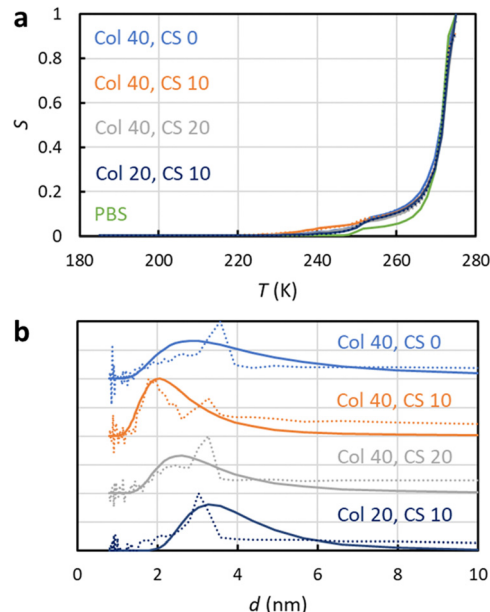 a
1
Col 40, CS 0
0.8
Col 40, CS 10
0.6
S
Col 40, CS 20
0.4
Col 20, CS 10
0.2
PBS
0
180 200 220 240 260 280
T (K)
b
Col 40, CS 0
Col 40, CS 10
Col 40, CS 20
Col 20, CS 10
0 2 4 6 8 10
d (nm)